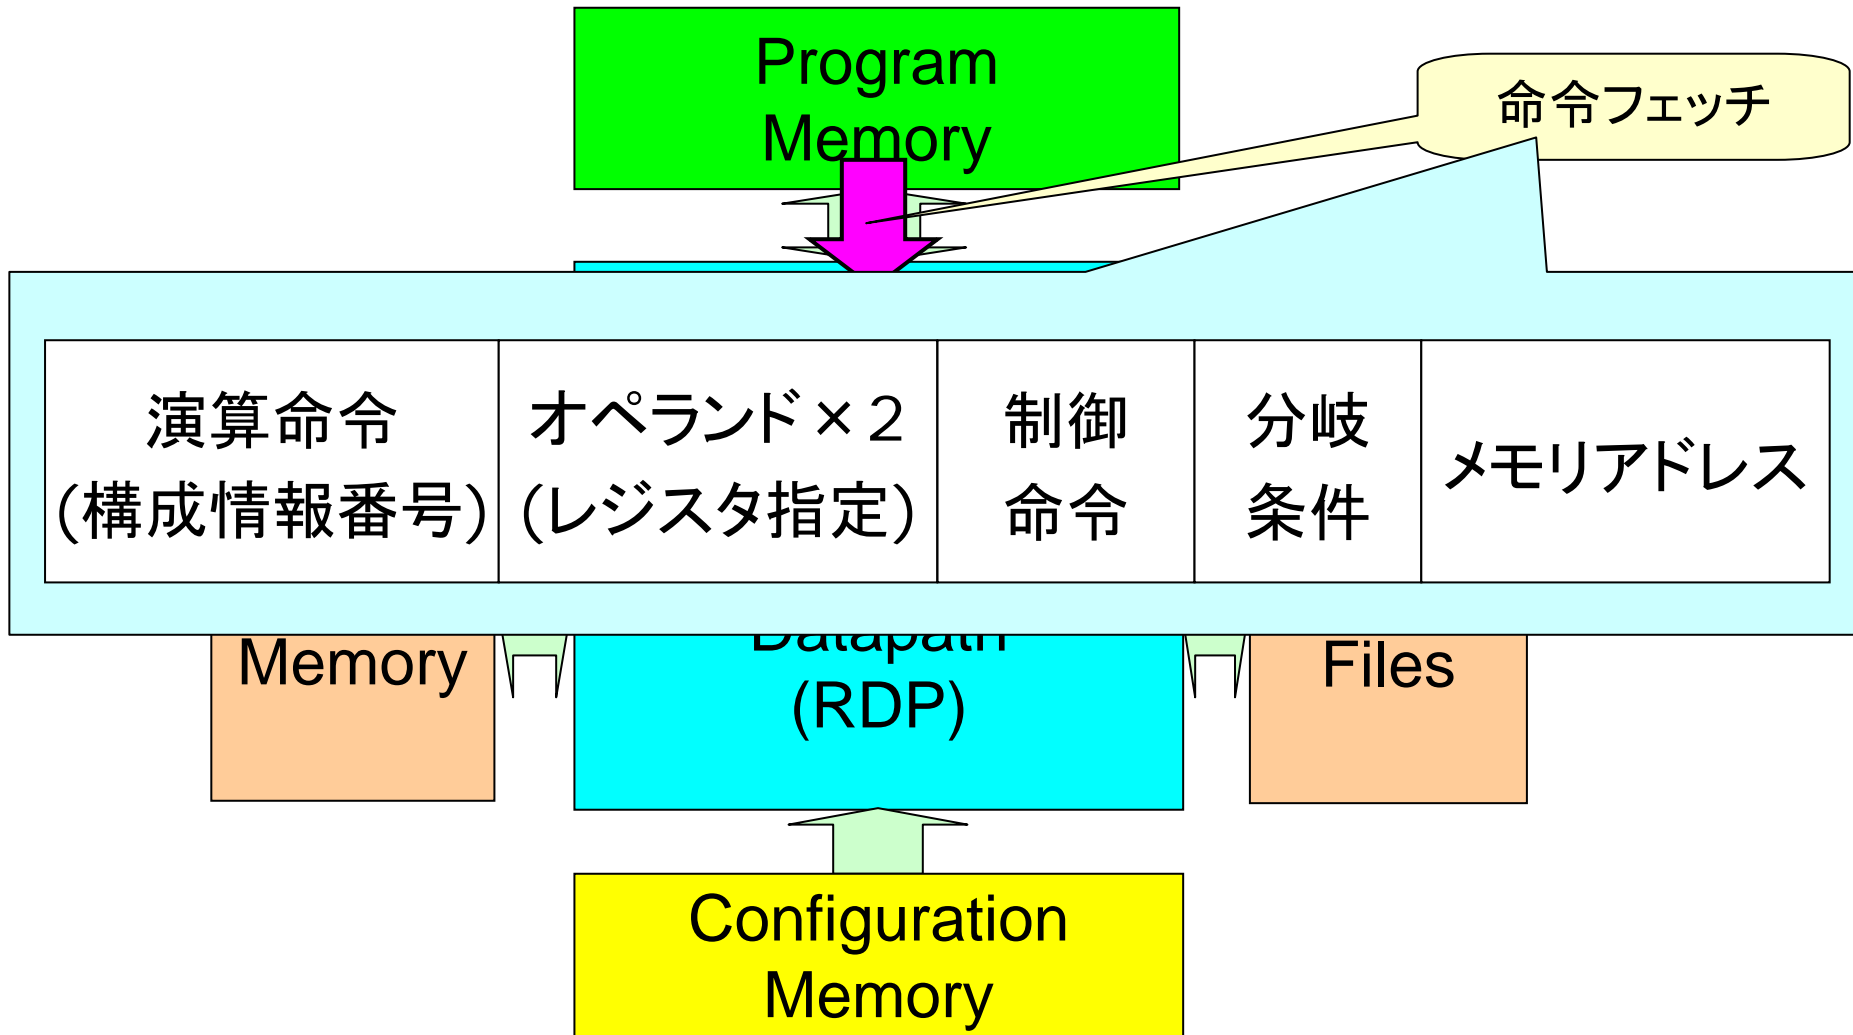 Program
Memory
命令フェッチ
演算命令
(構成情報番号)
オペランド×２
(レジスタ指定)
制御
命令
分岐
条件
メモリアドレス
Memory
Datapath
(RDP)
Files
Configuration
Memory